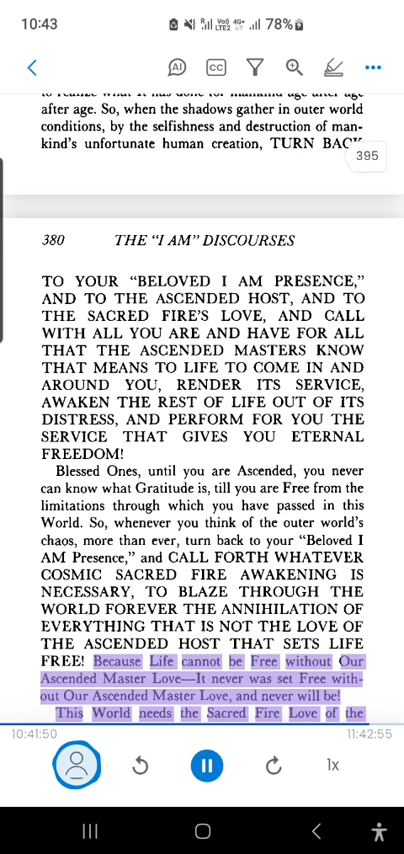 10:43
78%
AI
CC
after age. So, when the shadows gather in outer world
conditions, by the selfishness and destruction of man-
kind's unfortunate human creation, TURN BACK
395
380 THE "I AM" DISCOURSES
TO YOUR "BELOVED I AM PRESENCE,"
AND TO THE ASCENDED HOST, AND TO
THE SACRED FIRE'S LOVE, AND CALL
WITH ALL YOU ARE AND HAVE FOR ALL
THAT THE ASCENDED MASTERS KNOW
THAT MEANS TO LIFE TO COME IN AND
AROUND YOU, RENDER ITS SERVICE,
AWAKEN THE REST OF LIFE OUT OF ITS
DISTRESS, AND PERFORM FOR YOU THE
SERVICE THAT GIVES YOU ETERNAL
FREEDOM!
Blessed Ones, until you are Ascended, you never
can know what Gratitude is, till you are Free from the
limitations through which you have passed in this
World. So, whenever you think of the outer world's
chaos, more than ever, turn back to your "Beloved I
AM Presence," and CALL FORTH WHATEVER
COSMIC SACRED FIRE AWAKENING IS
NECESSARY, TO BLAZE THROUGH THE
WORLD FOREVER THE ANNIHILATION OF
EVERYTHING THAT IS NOT THE LOVE OF
THE ASCENDED HOST THAT SETS LIFE
FREE! Because Life cannot be Free without Our
Ascended Master Love—It never was set Free with-
out Our Ascended Master Love, and never will be!
This World needs the Sacred Fire Love of the
10:41:50
11:42:55
1x